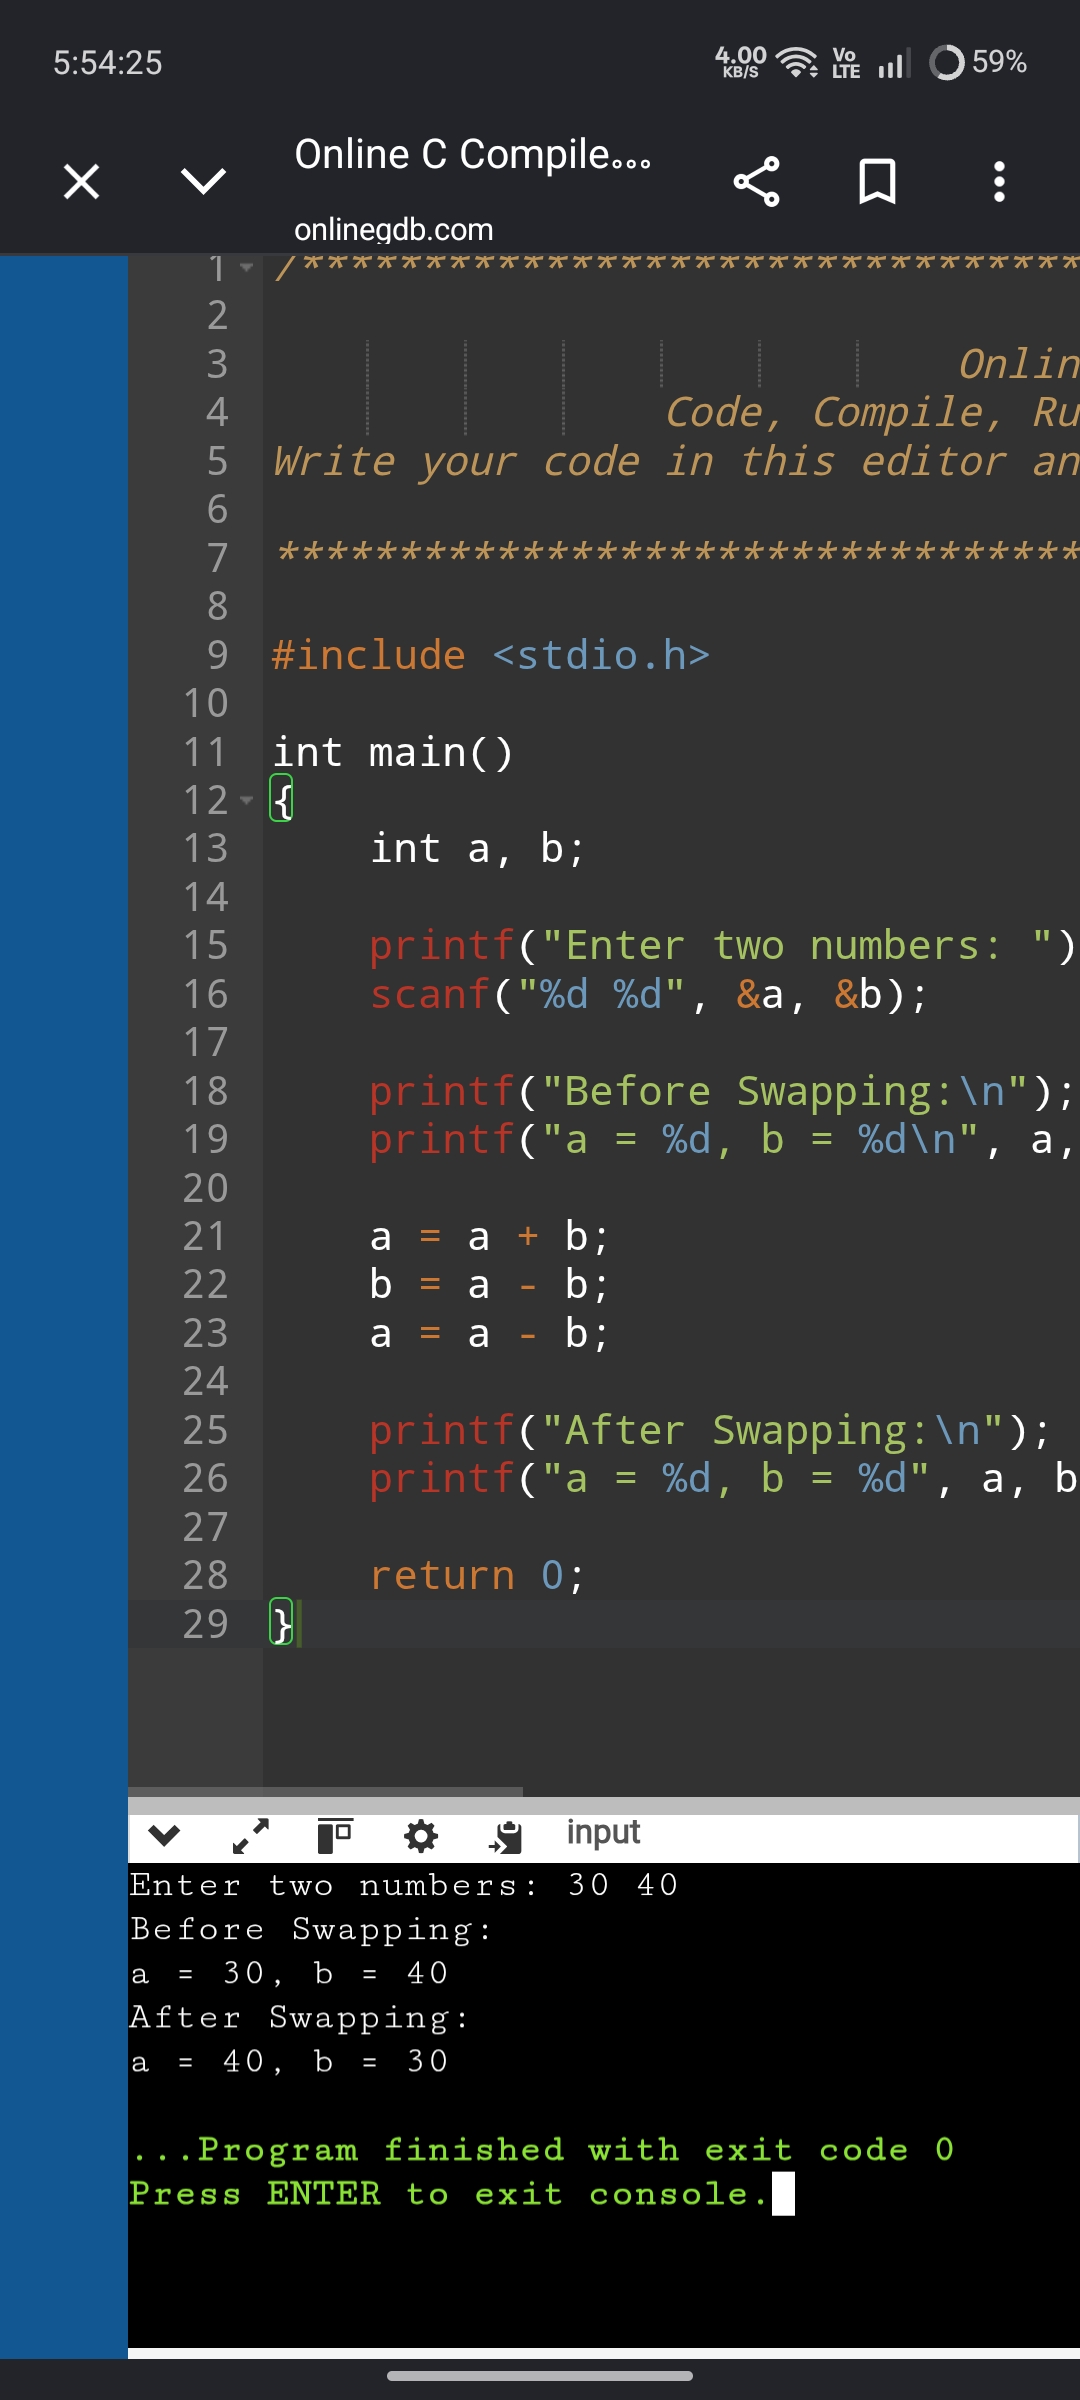 5:54:25
4.00 KB/S Vo LTE 59%
Online C Compile...
onlinegdb.com
1 /*********************************
2
3 Onlin
4 Code, Compile, Ru
5 Write your code in this editor an
6
7 *********************************
8
9 #include <stdio.h>
10
11 int main()
12 {
13 int a, b;
14
15 printf("Enter two numbers: ")
16 scanf("%d %d", &a, &b);
17
18 printf("Before Swapping:\n");
19 printf("a = %d, b = %d\n", a,
20
21 a = a + b;
22 b = a - b;
23 a = a - b;
24
25 printf("After Swapping:\n");
26 printf("a = %d, b = %d", a, b
27
28 return 0;
29 }
input
Enter two numbers: 30 40
Before Swapping:
a = 30, b = 40
After Swapping:
a = 40, b = 30
...Program finished with exit code 0
Press ENTER to exit console.